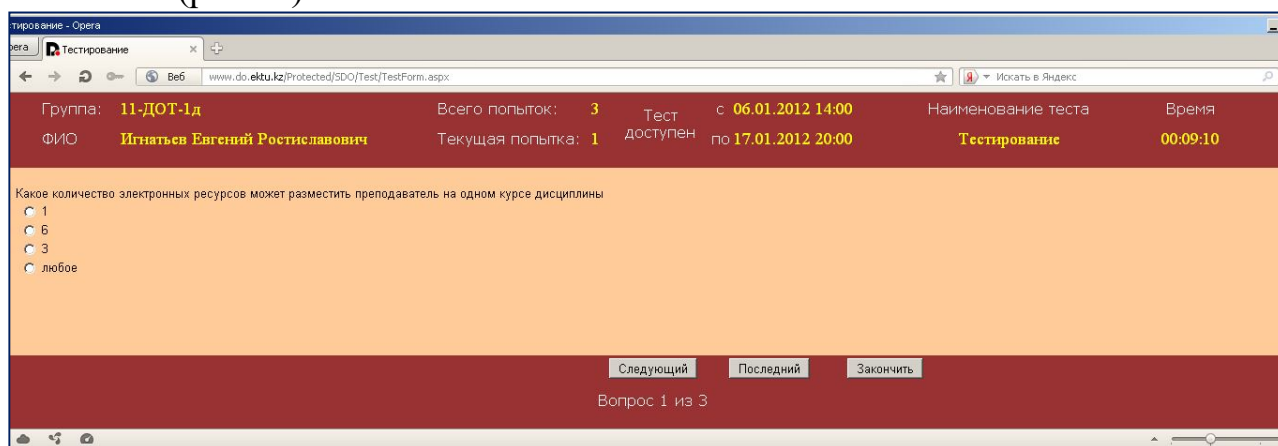 тирование - Opera
pera Тестирование
Веб www.do.ektu.kz/Protected/SDO/Test/TestForm.aspx Искать в Яндекс
Группа: 11-ДОТ-1д Всего попыток: 3 Тест доступен с 06.01.2012 14:00 Наименование теста Время
ФИО Игнатьев Евгений Ростиславович Текущая попытка: 1 по 17.01.2012 20:00 Тестирование 00:09:10
Какое количество электронных ресурсов может разместить преподаватель на одном курсе дисциплины
1
6
3
любое
Следующий Последний Закончить
Вопрос 1 из 3